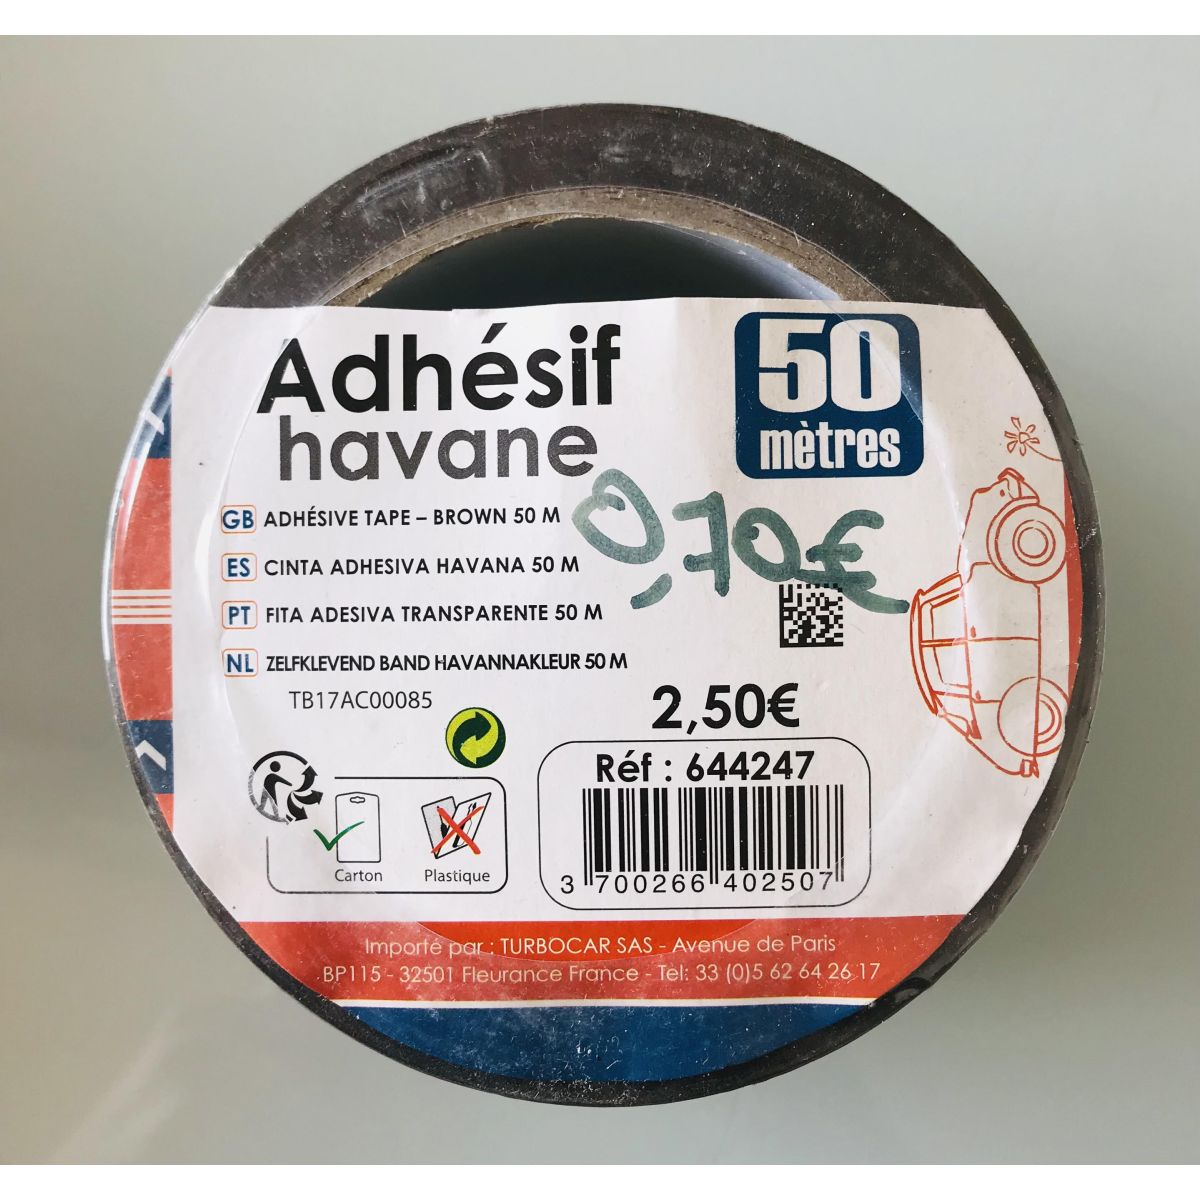 Adhésif
havane
50
mètres
0,70€
GB ADHÉSIVE TAPE – BROWN 50 M
ES CINTA ADHESIVA HAVANA 50 M
PT FITA ADESIVA TRANSPARENTE 50 M
NL ZELFKLEVEND BAND HAVANNAKLEUR 50 M
TB17AC00085
2,50€
Réf : 644247
Carton
Plastique
3 700266 402507
Importé par : TURBOCAR SAS - Avenue de Paris
BP115 - 32501 Fleurance France - Tel: 33 (0)5 62 64 26 17